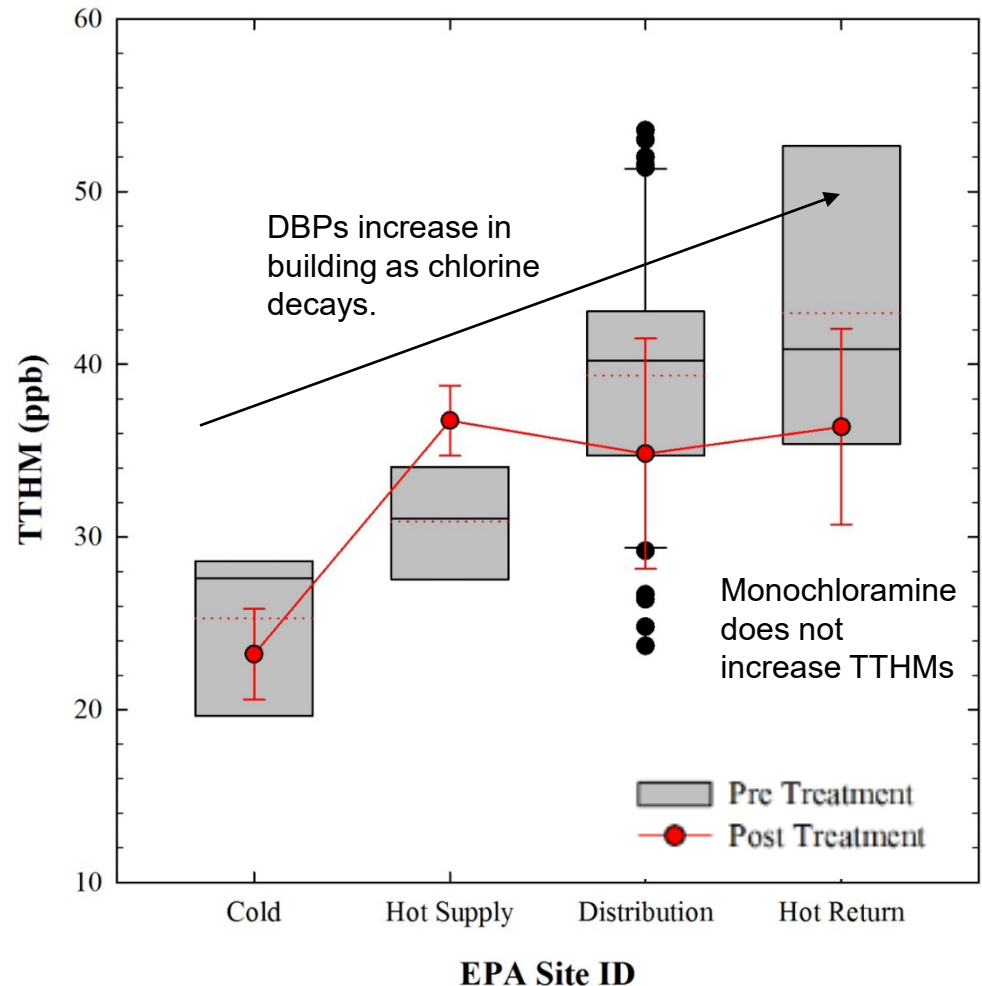 60
50
40
30
20
10
TTHM (ppb)
DBPs increase in
building as chlorine
decays.
Monochloramine
does not
increase TTHMs
Pre Treatment
Post Treatment
Cold
Hot Supply
Distribution
Hot Return
EPA Site ID